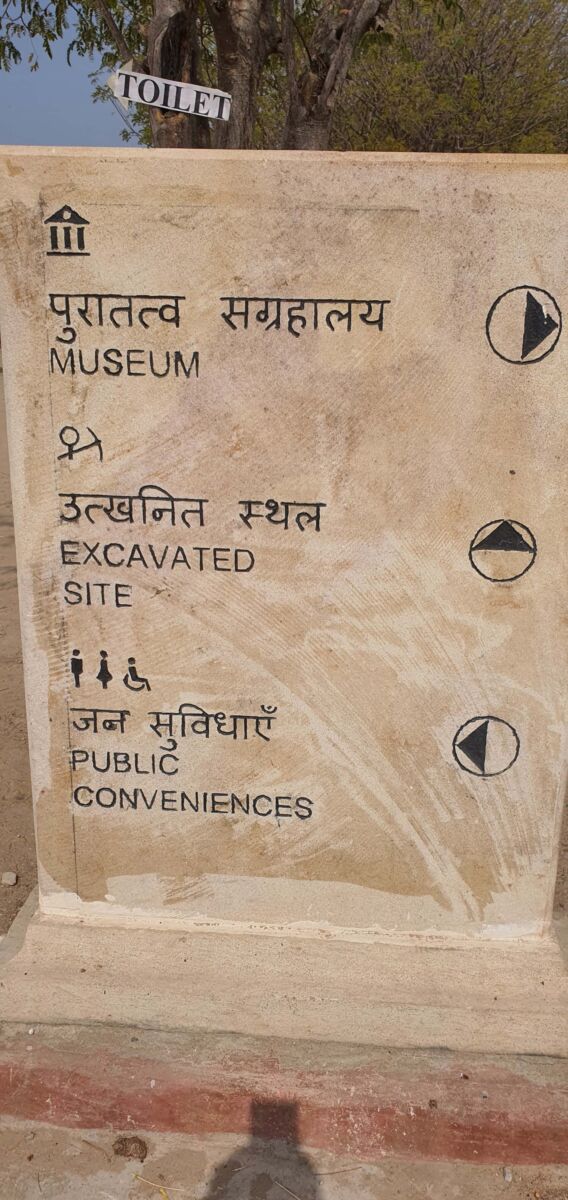 TOILET
पुरातत्व सग्रहालय
MUSEUM
उत्खनित स्थल
EXCAVATED
SITE
जन सुविधाएँ
PUBLIC
CONVENIENCES